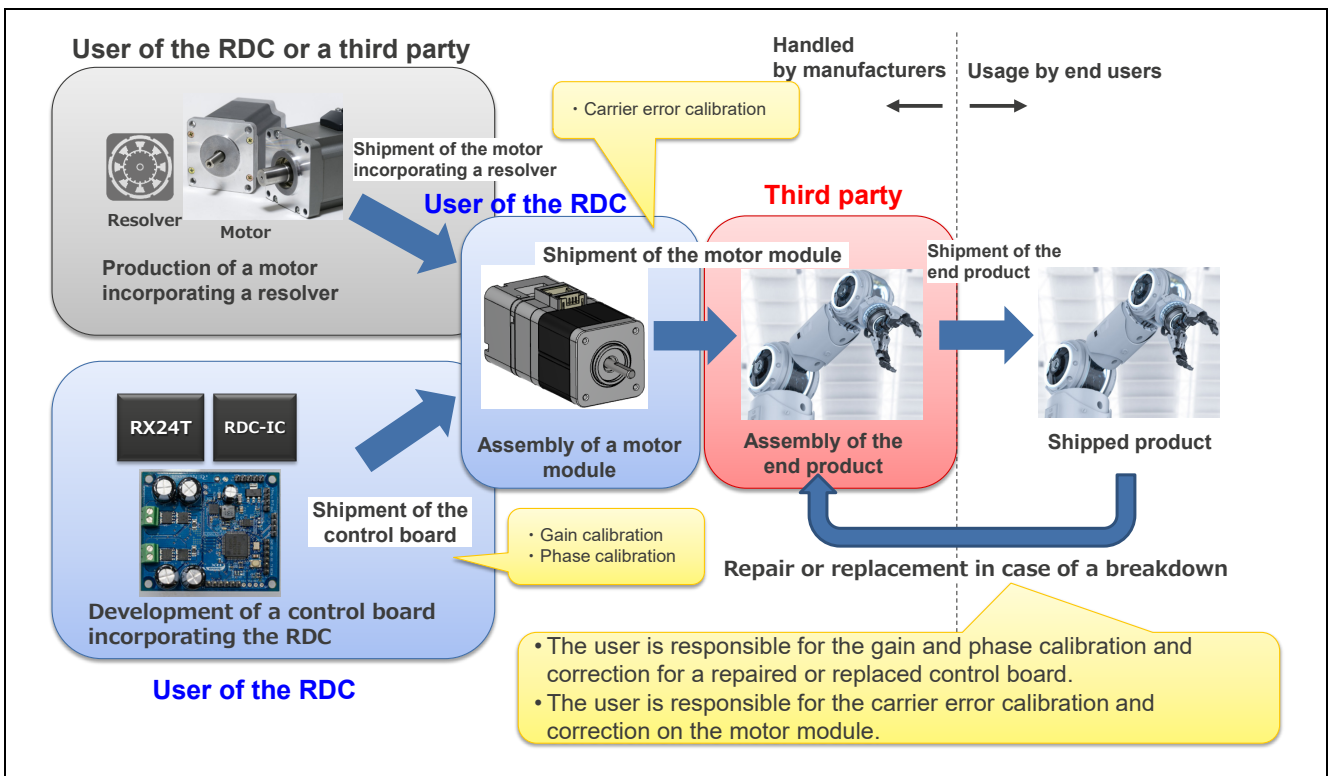 User of the RDC or a third party
Handled
by manufacturers
Usage by end users
・Carrier error calibration
Shipment of the motor
incorporating a resolver
Resolver
Motor
Production of a motor
incorporating a resolver
User of the RDC
Third party
Shipment of the motor module
Shipment of the
end product
RX24T
RDC-IC
Assembly of a motor
module
Assembly of the
end product
Shipped product
Shipment of the
control board
・Gain calibration
・Phase calibration
Repair or replacement in case of a breakdown
Development of a control board
incorporating the RDC
User of the RDC
• The user is responsible for the gain and phase calibration and
correction for a repaired or replaced control board.
• The user is responsible for the carrier error calibration and
correction on the motor module.